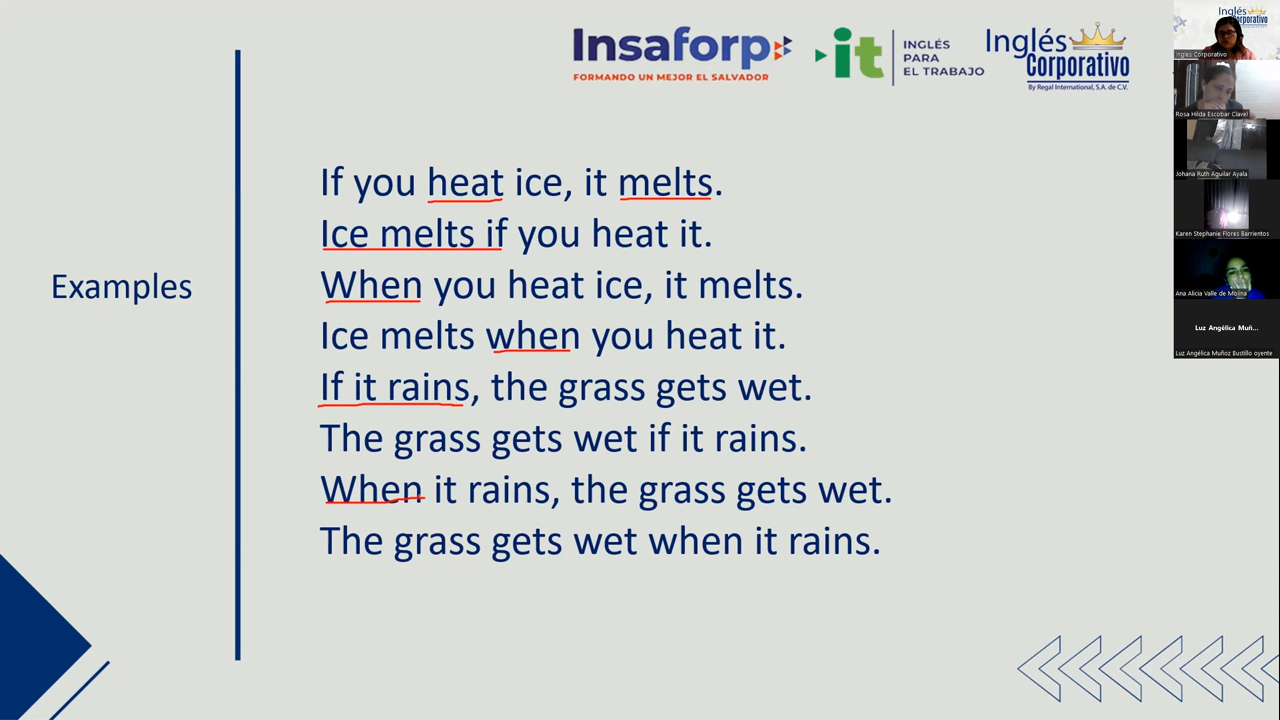 Insaforp
FORMANDO UN MEJOR EL SALVADOR
it
INGLÉS
PARA
EL TRABAJO
Inglés
Corporativo
By Regal International, S.A. de C.V.
Examples
If you heat ice, it melts.
Ice melts if you heat it.
When you heat ice, it melts.
Ice melts when you heat it.
If it rains, the grass gets wet.
The grass gets wet if it rains.
When it rains, the grass gets wet.
The grass gets wet when it rains.
Inglés
Corporativo
Inglés Corporativo
Rosa Hilda Escobar Clavel
Johana Ruth Aguilar Ayala
Karen Stephanie Flores Barrientos
Ana Alicia Valle de Molina
Luz Angélica Muñ...
Luz Angélica Muñoz Bustillo oyente